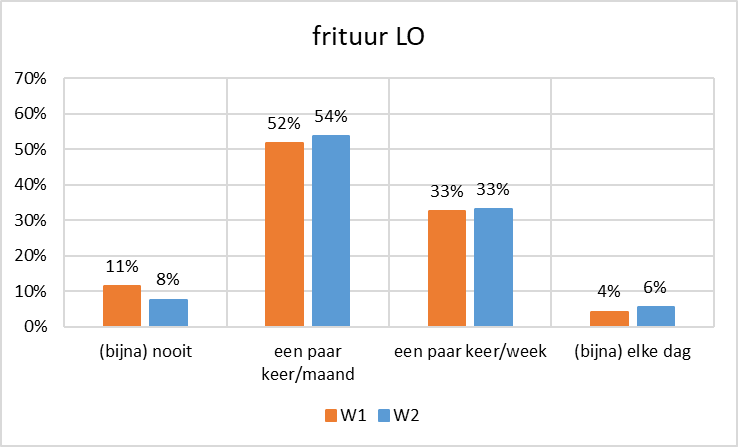 frituur LO
70%
60%
50%
40%
30%
20%
10%
0%
11%
8%
52%
54%
33%
33%
4%
6%
(bijna) nooit
een paar
keer/maand
een paar keer/week
(bijna) elke dag
W1
W2